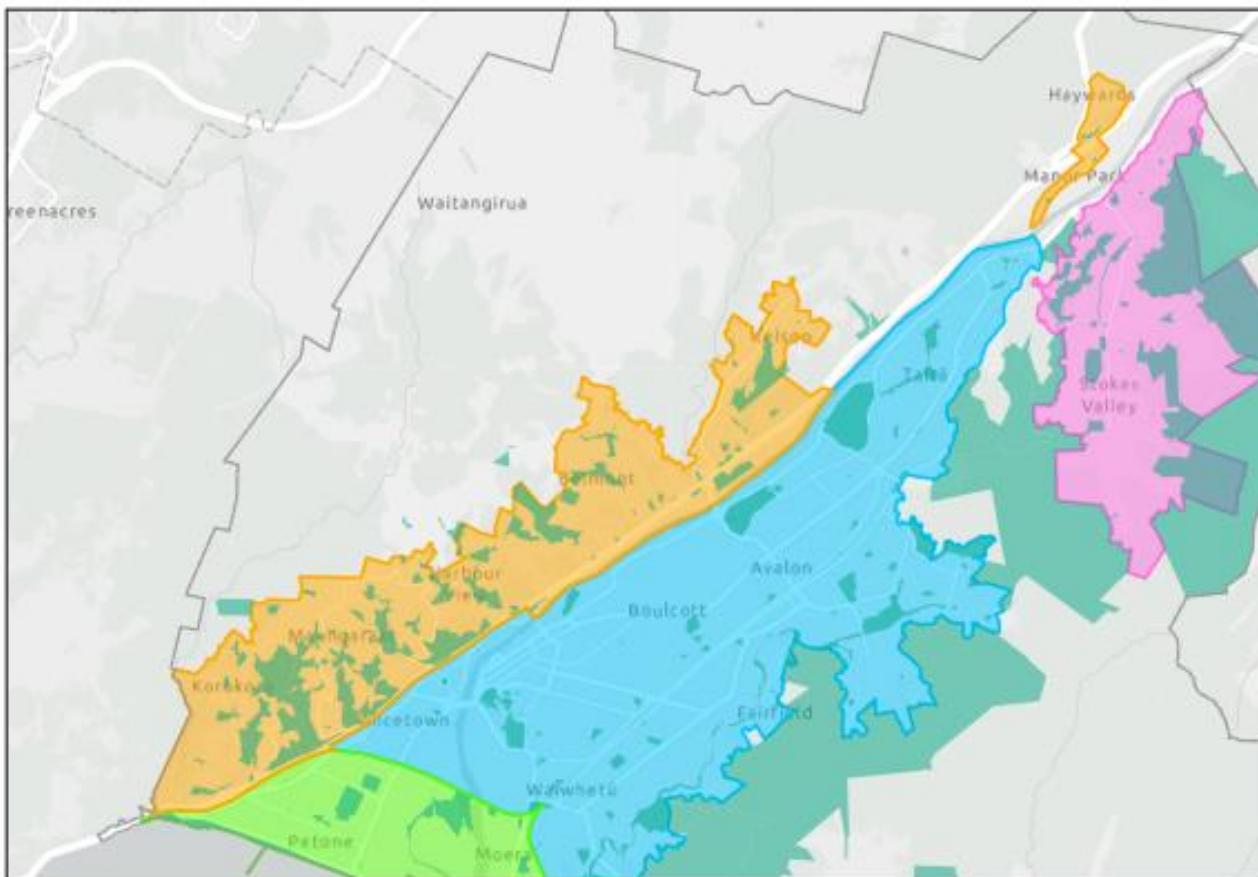 Haywards
Manor Park
reenacres
Waitangirua
Kelson
Taitā
Stokes
Valley
Belmont
Avalon
Harbour
View
Boulcott
Maungaraki
Korokoro
Alicetown
Fairfield
Waiwhetū
Petone
Moera